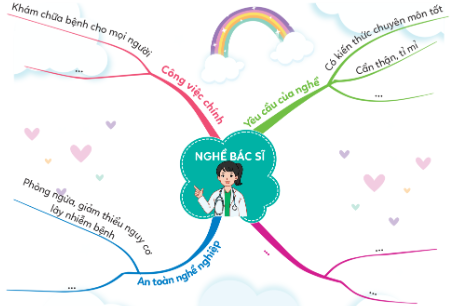 Khám chữa bệnh cho mọi người
...
Công việc chính
Yêu cầu của nghề
Có kiến thức chuyên môn tốt
Cẩn thận, tỉ mỉ
...
NGHỀ BÁC SĨ
Phòng ngừa, giảm thiểu nguy cơ
lây nhiễm bệnh
...
An toàn nghề nghiệp
...
...
...